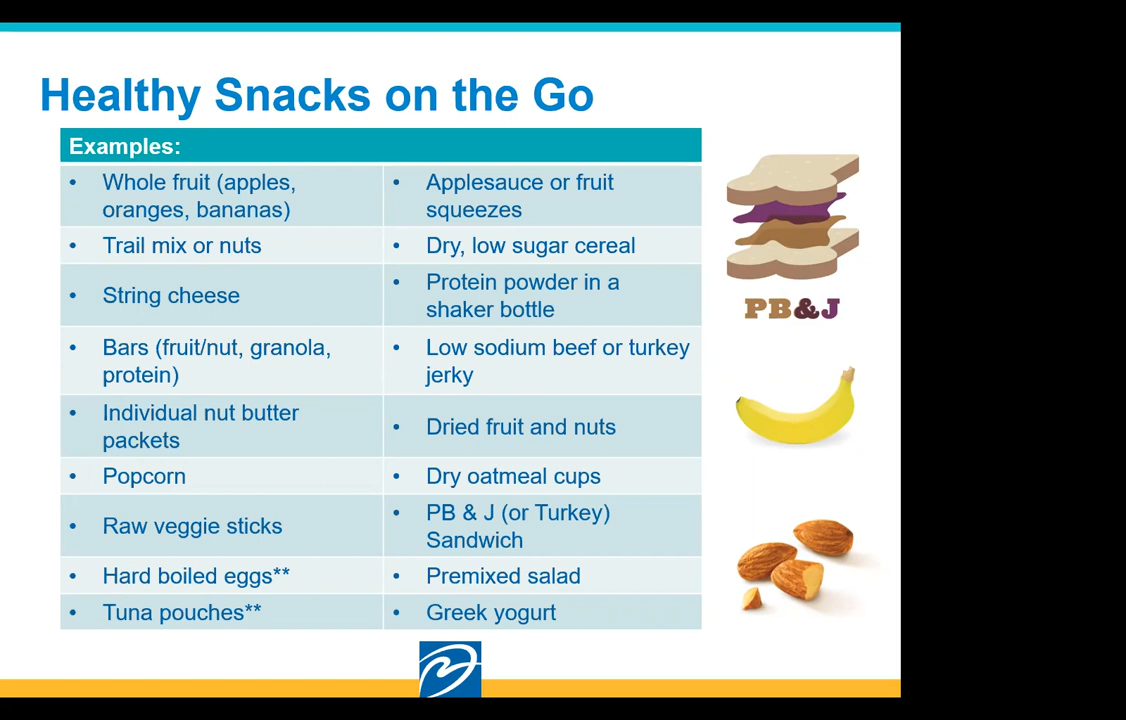 Healthy Snacks on the Go
Examples:
• Whole fruit (apples,
oranges, bananas)
• Applesauce or fruit
squeezes
• Trail mix or nuts
• Dry, low sugar cereal
• String cheese
• Protein powder in a
shaker bottle
• Bars (fruit/nut, granola,
protein)
• Low sodium beef or turkey
jerky
• Individual nut butter
packets
• Dried fruit and nuts
• Popcorn
• Dry oatmeal cups
• Raw veggie sticks
• PB & J (or Turkey)
Sandwich
• Hard boiled eggs**
• Premixed salad
• Tuna pouches**
• Greek yogurt
PB&J